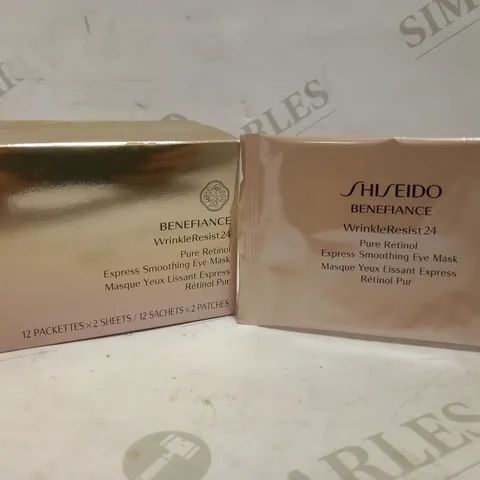 BENEFIANCE
WrinkleResist24
Pure Retinol
Express Smoothing Eye Mask
Masque Yeux Lissant Express
Rétinol Pur
12 PACKETTES x 2 SHEETS / 12 SACHETS x 2 PATCHES
SHISEIDO
BENEFIANCE
WrinkleResist24
Pure Retinol
Express Smoothing Eye Mask
Masque Yeux Lissant Express
Rétinol Pur